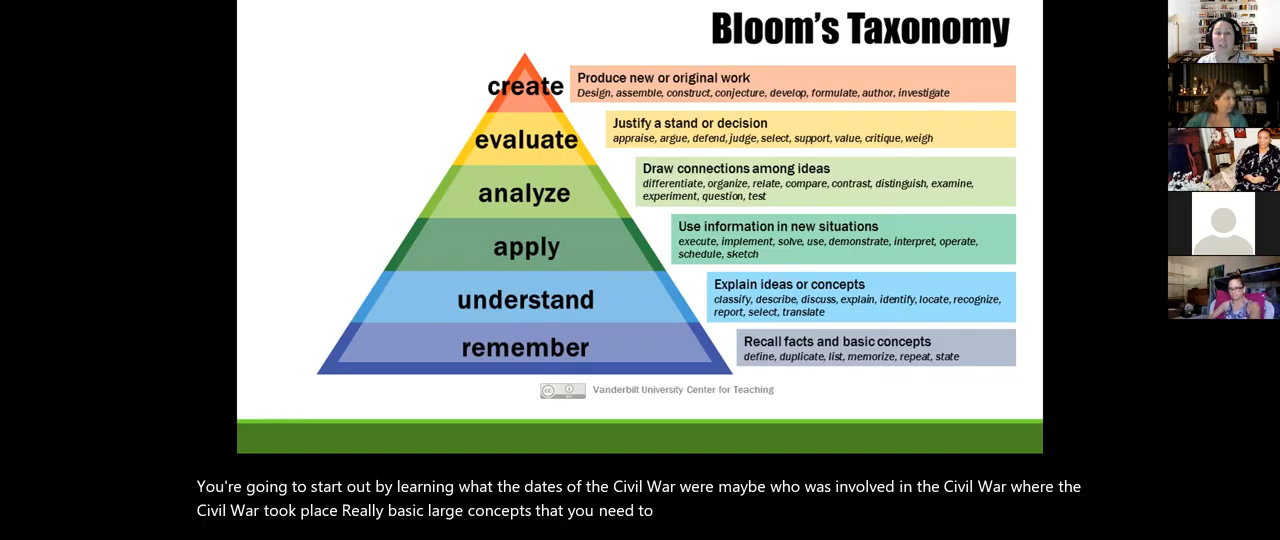 Bloom's Taxonomy
create
Produce new or original work
Design, assemble, construct, conjecture, develop, formulate, author, investigate
evaluate
Justify a stand or decision
appraise, argue, defend, judge, select, support, value, critique, weigh
analyze
Draw connections among ideas
differentiate, organize, relate, compare, contrast, distinguish, examine,
experiment, question, test
apply
Use information in new situations
execute, implement, solve, use, demonstrate, interpret, operate,
schedule, sketch
understand
Explain ideas or concepts
classify, describe, discuss, explain, identify, locate, recognize,
report, select, translate
remember
Recall facts and basic concepts
define, duplicate, list, memorize, repeat, state
cc
Vanderbilt University Center for Teaching
You're going to start out by learning what the dates of the Civil War were maybe who was involved in the Civil War where the
Civil War took place Really basic large concepts that you need to